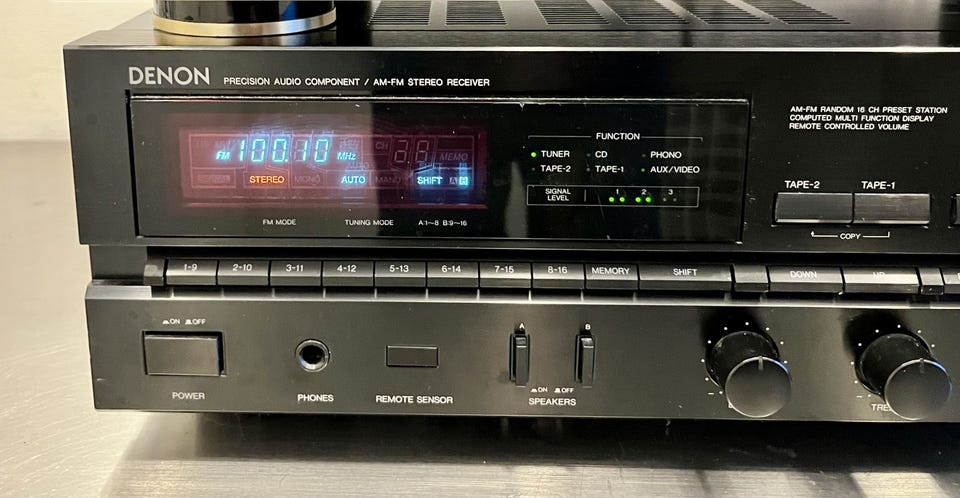 DENON PRECISION AUDIO COMPONENT / AM-FM STEREO RECEIVER
AM-FM RANDOM 16 CH PRESET STATION
COMPUTED MULTI FUNCTION DISPLAY
REMOTE CONTROLLED VOLUME
FM 100.10 MHz CH MEMO
STEREO MONO AUTO MANU SHIFT A B
FM MODE TUNING MODE A:1~8 B:9~16
FUNCTION
TUNER CD PHONO
TAPE-2 TAPE-1 AUX/VIDEO
SIGNAL LEVEL 1 2 3
TAPE-2 TAPE-1
COPY
1-9 2-10 3-11 4-12 5-13 6-14 7-15 8-16 MEMORY SHIFT DOWN UP
ON OFF
POWER
PHONES
REMOTE SENSOR
A B
ON OFF
SPEAKERS